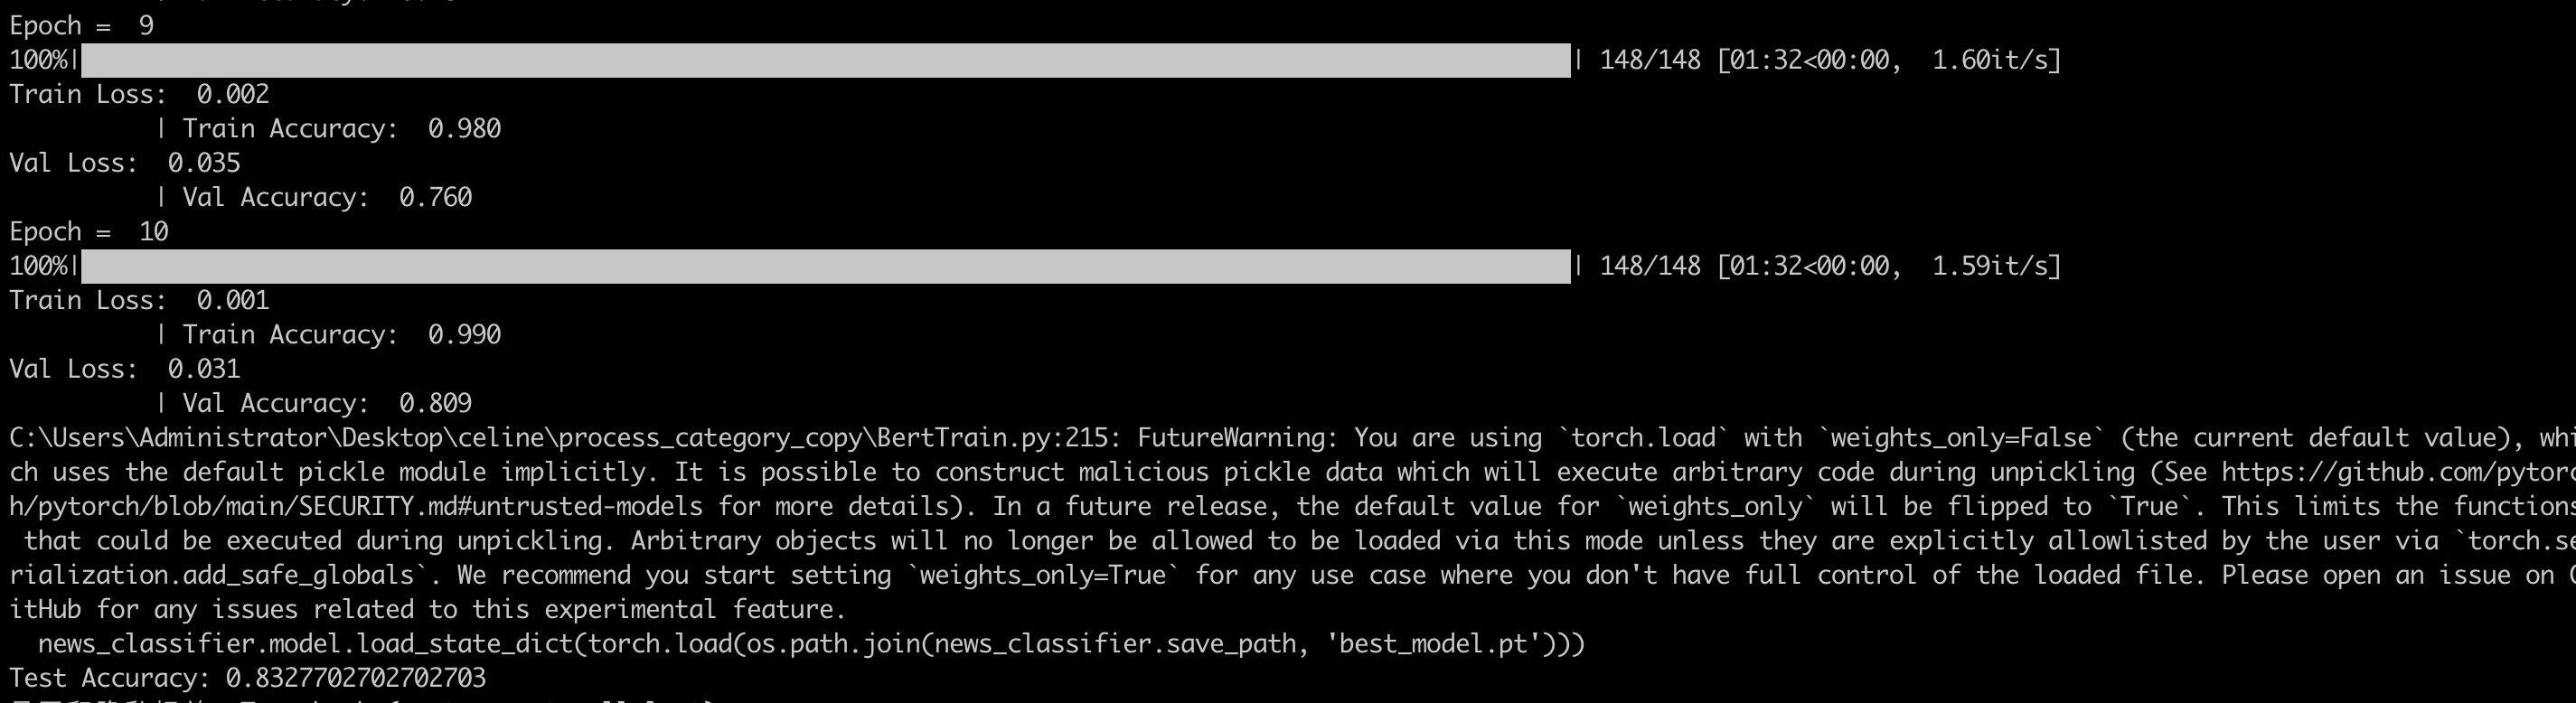 Epoch =  9
100%| | 148/148 [01:32<00:00,  1.60it/s]
Train Loss:  0.002
| Train Accuracy:  0.980
Val Loss:  0.035
| Val Accuracy:  0.760
Epoch =  10
100%| | 148/148 [01:32<00:00,  1.59it/s]
Train Loss:  0.001
| Train Accuracy:  0.990
Val Loss:  0.031
| Val Accuracy:  0.809
C:\Users\Administrator\Desktop\celine\process_category_copy\BertTrain.py:215: FutureWarning: You are using `torch.load` with `weights_only=False` (the current default value), whi
ch uses the default pickle module implicitly. It is possible to construct malicious pickle data which will execute arbitrary code during unpickling (See https://github.com/pytorc
h/pytorch/blob/main/SECURITY.md#untrusted-models for more details). In a future release, the default value for `weights_only` will be flipped to `True`. This limits the functions
that could be executed during unpickling. Arbitrary objects will no longer be allowed to be loaded via this mode unless they are explicitly allowlisted by the user via `torch.se
rialization.add_safe_globals`. We recommend you start setting `weights_only=True` for any use case where you don't have full control of the loaded file. Please open an issue on G
itHub for any issues related to this experimental feature.
news_classifier.model.load_state_dict(torch.load(os.path.join(news_classifier.save_path, 'best_model.pt')))
Test Accuracy: 0.8327702702702703